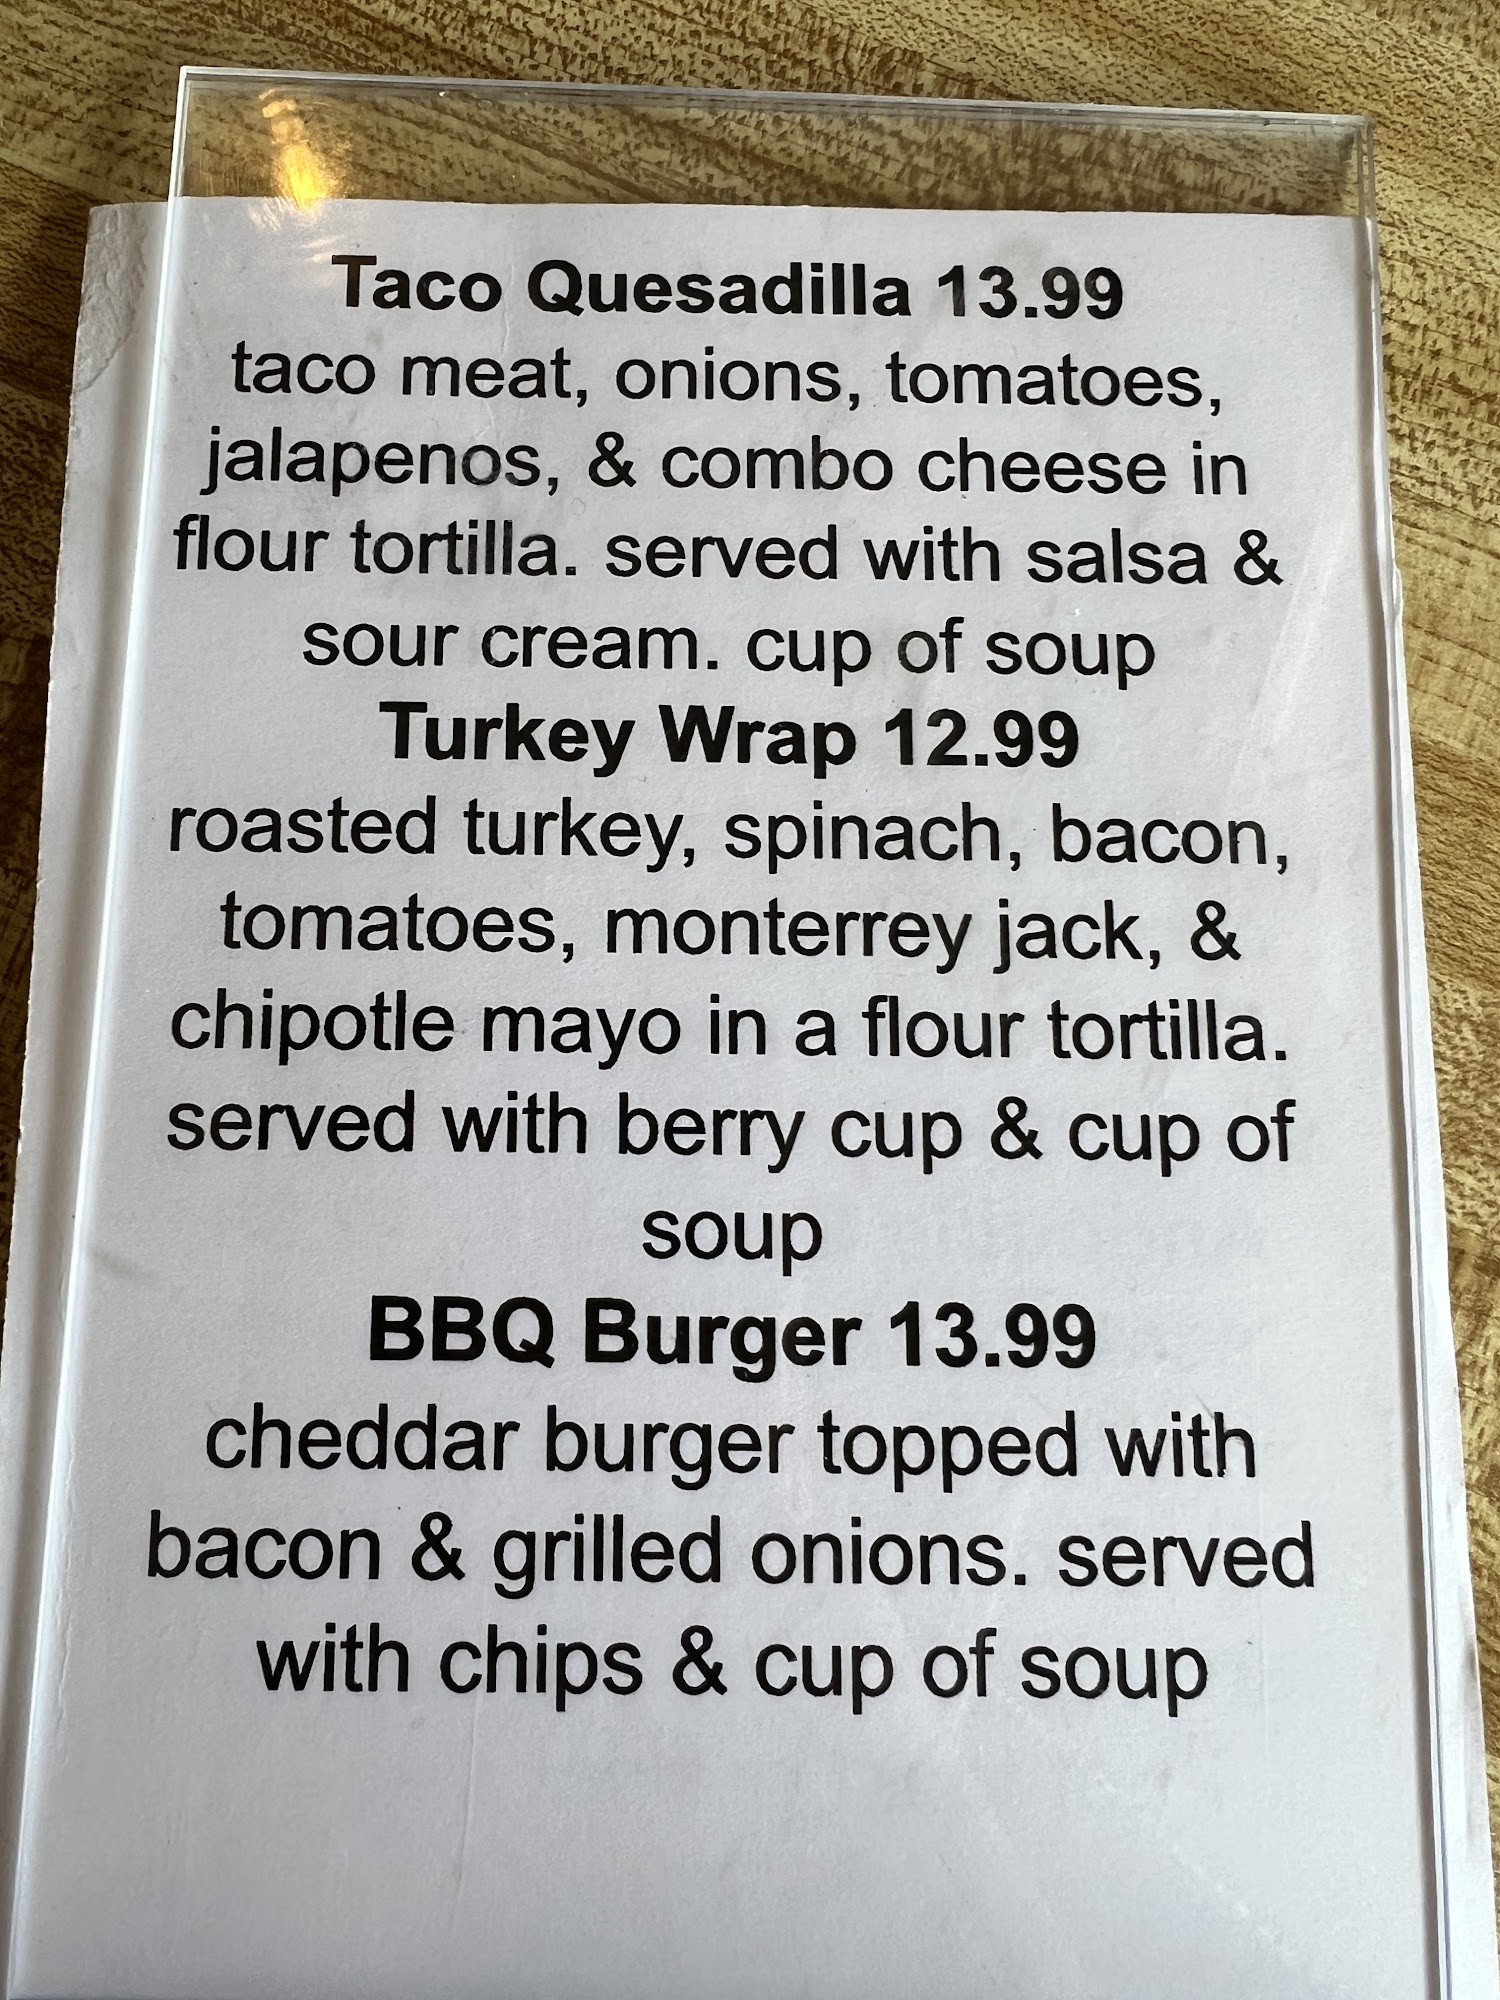 Taco Quesadilla 13.99
taco meat, onions, tomatoes,
jalapenos, & combo cheese in
flour tortilla. served with salsa &
sour cream. cup of soup
Turkey Wrap 12.99
roasted turkey, spinach, bacon,
tomatoes, monterrey jack, &
chipotle mayo in a flour tortilla.
served with berry cup & cup of
soup
BBQ Burger 13.99
cheddar burger topped with
bacon & grilled onions. served
with chips & cup of soup